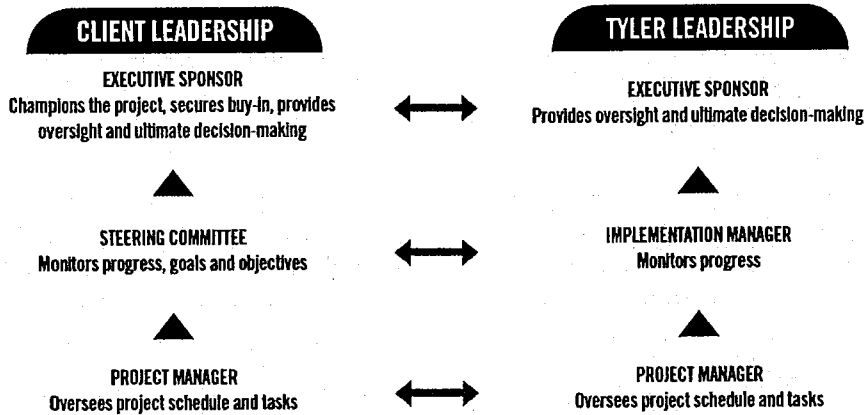 CLIENT LEADERSHIP
EXECUTIVE SPONSOR
Champions the project, secures buy-in, provides
oversight and ultimate decision-making
STEERING COMMITTEE
Monitors progress, goals and objectives
PROJECT MANAGER
Oversees project schedule and tasks
TYLER LEADERSHIP
EXECUTIVE SPONSOR
Provides oversight and ultimate decision-making
IMPLEMENTATION MANAGER
Monitors progress
PROJECT MANAGER
Oversees project schedule and tasks